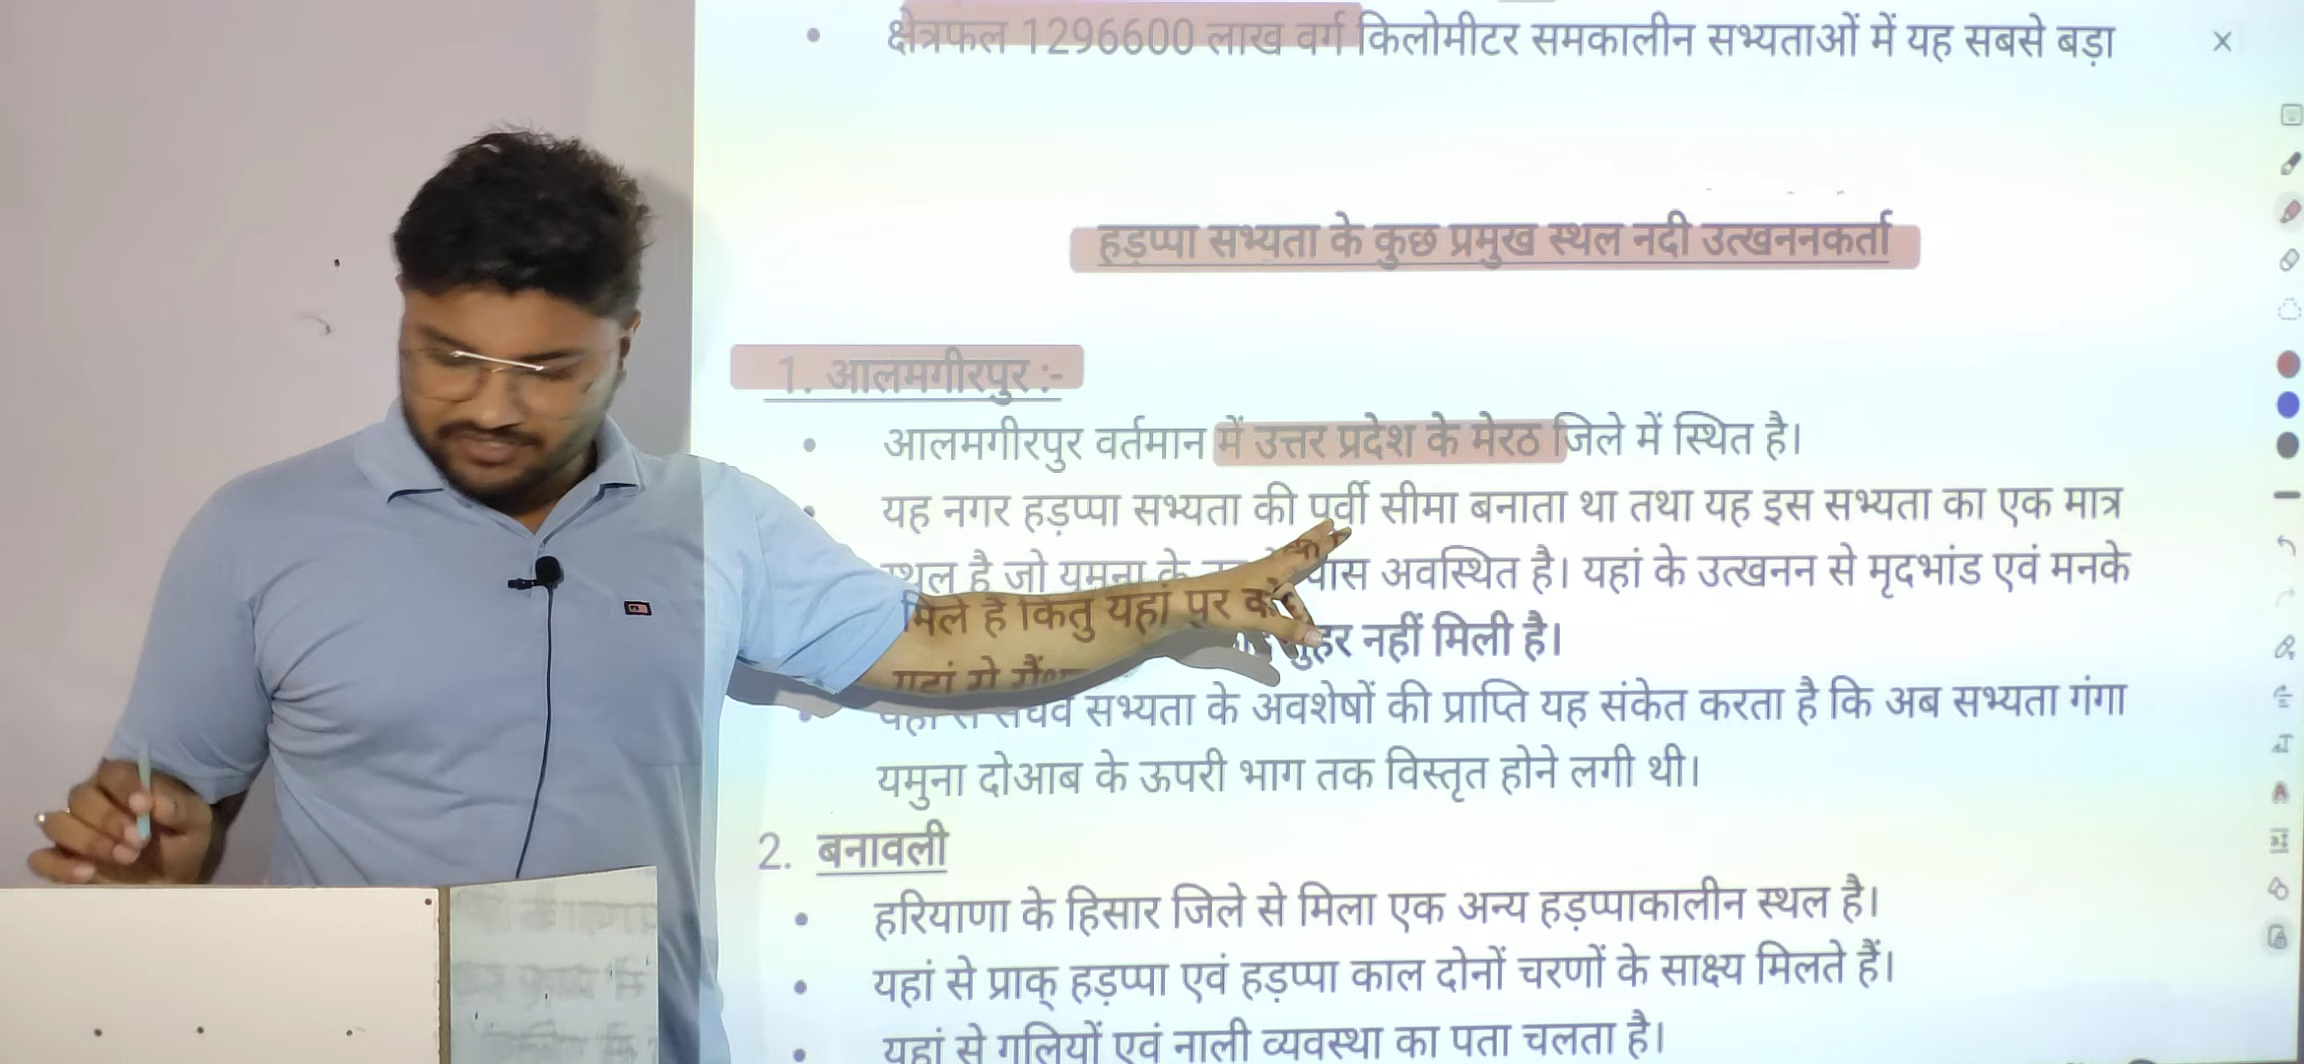 • क्षेत्रफल 1296600 लाख वर्ग किलोमीटर समकालीन सभ्यताओं में यह सबसे बड़ा
हड़प्पा सभ्यता के कुछ प्रमुख स्थल नदी उत्खननकर्ता
1. आलमगीरपुर :-
• आलमगीरपुर वर्तमान में उत्तर प्रदेश के मेरठ जिले में स्थित है।
• यह नगर हड़प्पा सभ्यता की पूर्वी सीमा बनाता था तथा यह इस सभ्यता का एक मात्र
स्थल है जो यमुना के पास अवस्थित है। यहां के उत्खनन से मृदभांड एवं मनके
मिले हैं किंतु यहां पर मुहर नहीं मिली है।
• यहां से सैंधव सभ्यता के अवशेषों की प्राप्ति यह संकेत करता है कि अब सभ्यता गंगा
यमुना दोआब के ऊपरी भाग तक विस्तृत होने लगी थी।
2. बनावली
• हरियाणा के हिसार जिले से मिला एक अन्य हड़प्पाकालीन स्थल है।
• यहां से प्राक् हड़प्पा एवं हड़प्पा काल दोनों चरणों के साक्ष्य मिलते हैं।
• यहां से गलियों एवं नाली व्यवस्था का पता चलता है।